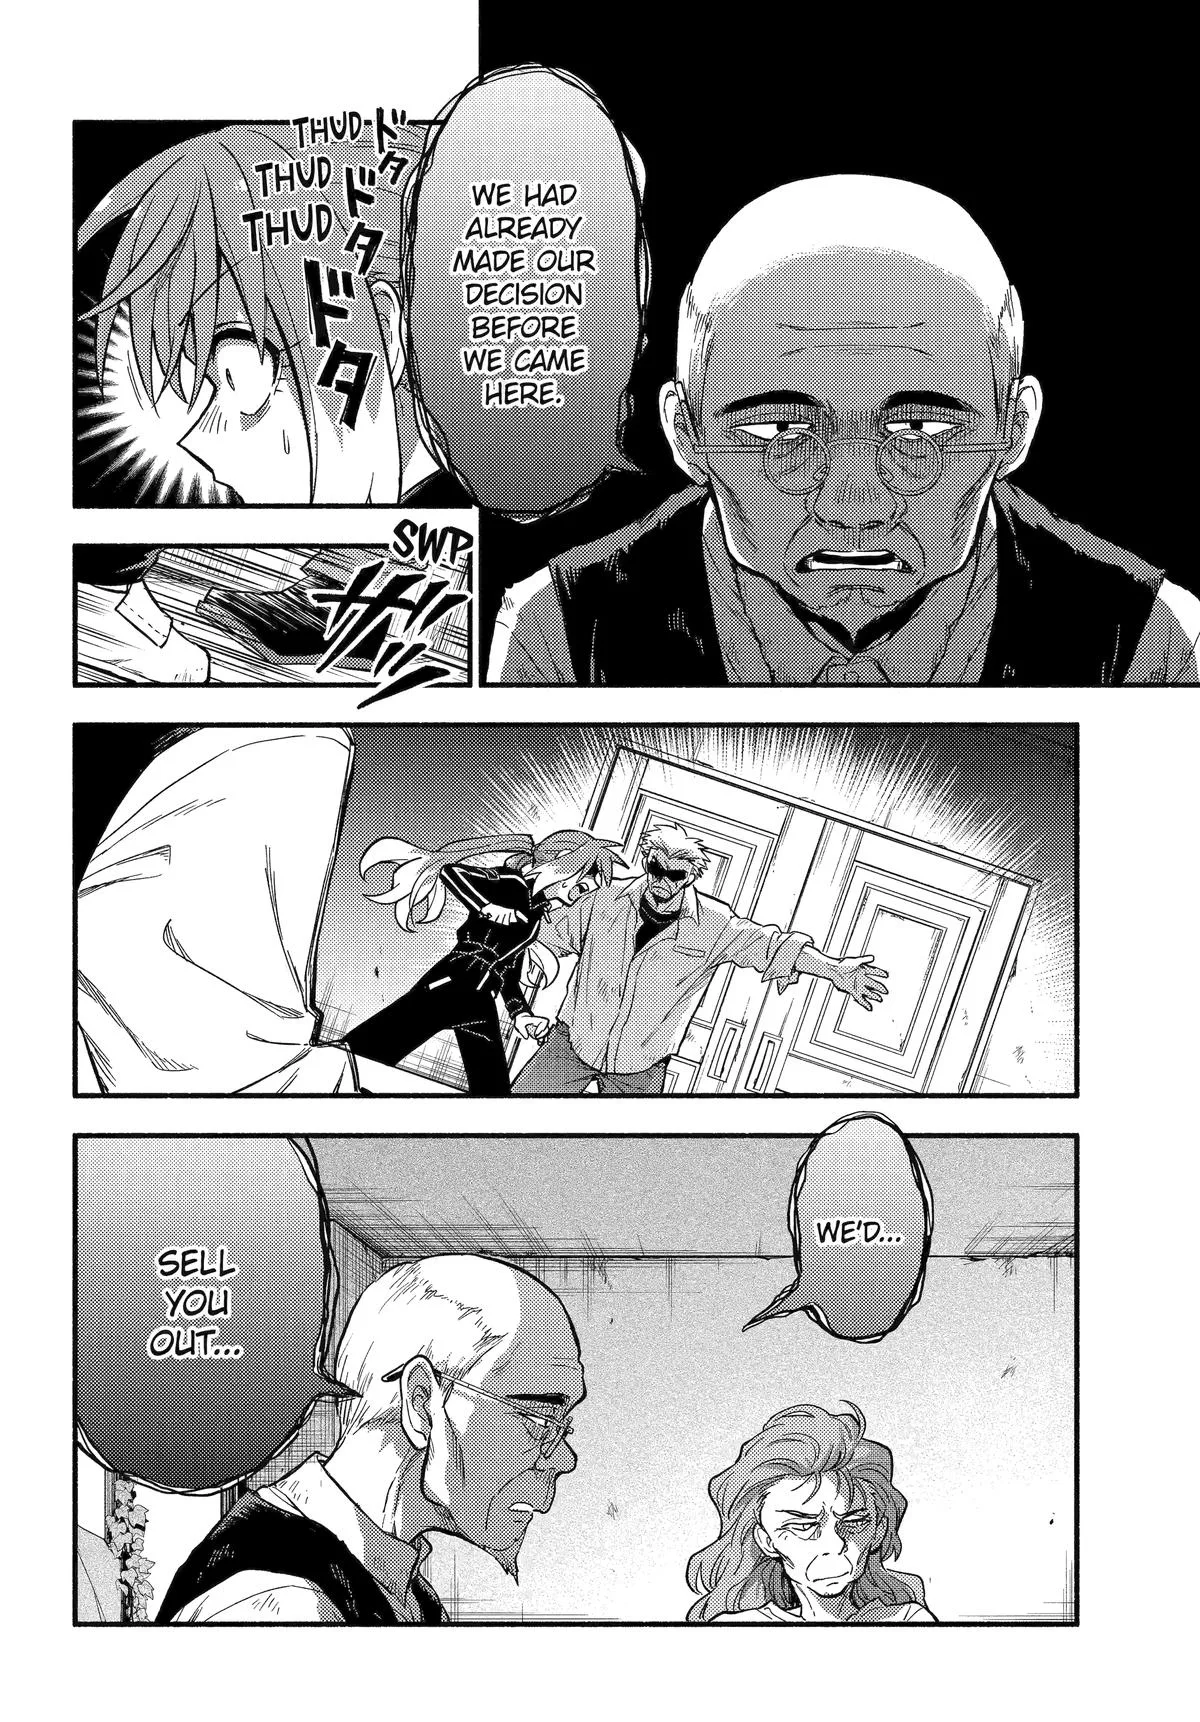 WE HAD
ALREADY
MADE OUR
DECISION
BEFORE
WE CAME
HERE.
THUD
THUD
THUD
ドタ
ドタ
ドタ
SWP
ザッ
WE'D...
SELL
YOU
OUT...